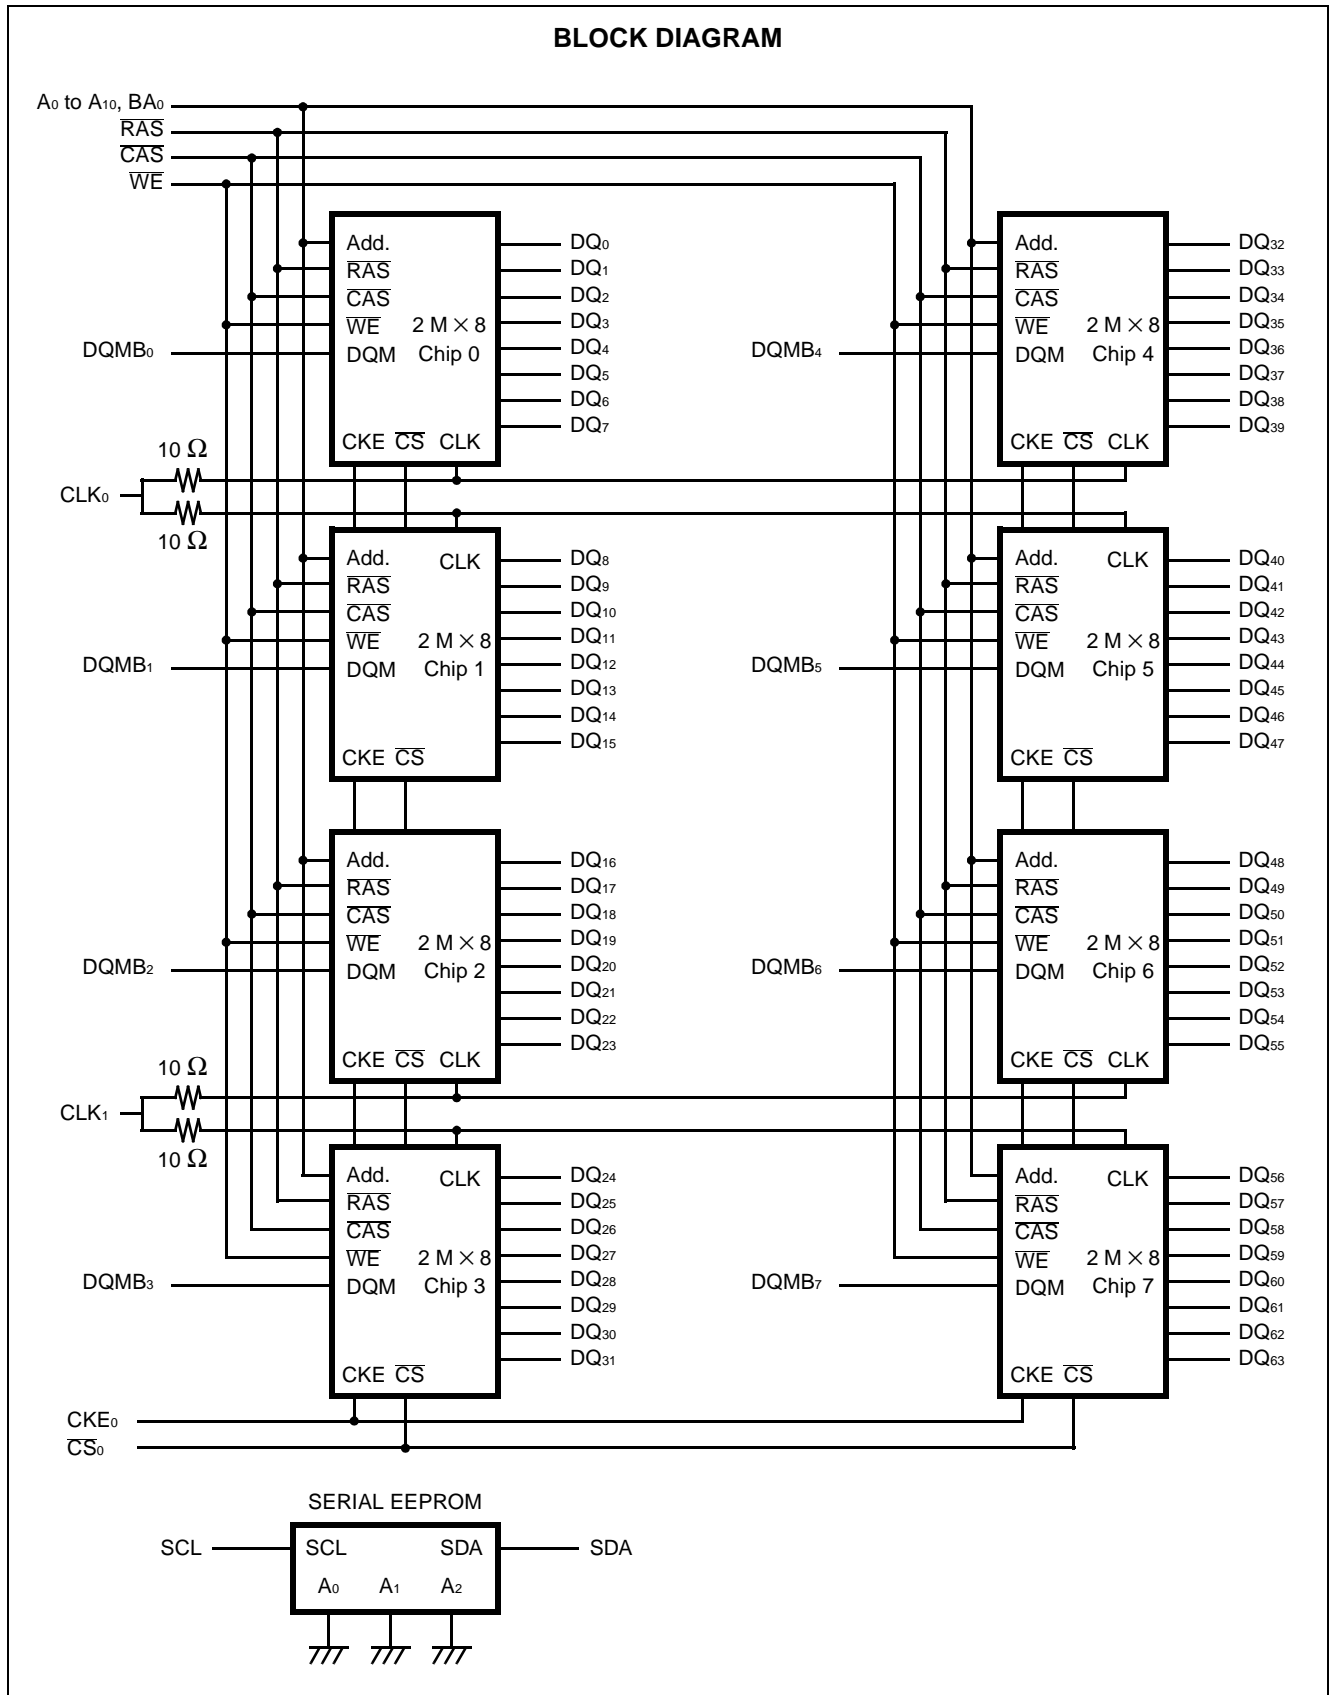 BLOCK DIAGRAM
A0 to A10, BA0
RAS
CAS
WE
Add.
RAS
CAS
WE 2 M × 8
DQM Chip 0
CKE CS CLK
DQMB0
DQ0
DQ1
DQ2
DQ3
DQ4
DQ5
DQ6
DQ7
Add.
RAS
CAS
WE 2 M × 8
DQM Chip 4
CKE CS CLK
DQMB4
DQ32
DQ33
DQ34
DQ35
DQ36
DQ37
DQ38
DQ39
10 Ω
CLK0
10 Ω
Add. CLK
RAS
CAS
WE 2 M × 8
DQM Chip 1
CKE CS
DQMB1
DQ8
DQ9
DQ10
DQ11
DQ12
DQ13
DQ14
DQ15
Add. CLK
RAS
CAS
WE 2 M × 8
DQM Chip 5
CKE CS
DQMB5
DQ40
DQ41
DQ42
DQ43
DQ44
DQ45
DQ46
DQ47
Add.
RAS
CAS
WE 2 M × 8
DQM Chip 2
CKE CS CLK
DQMB2
DQ16
DQ17
DQ18
DQ19
DQ20
DQ21
DQ22
DQ23
Add.
RAS
CAS
WE 2 M × 8
DQM Chip 6
CKE CS CLK
DQMB6
DQ48
DQ49
DQ50
DQ51
DQ52
DQ53
DQ54
DQ55
10 Ω
CLK1
10 Ω
Add. CLK
RAS
CAS
WE 2 M × 8
DQM Chip 3
CKE CS
DQMB3
DQ24
DQ25
DQ26
DQ27
DQ28
DQ29
DQ30
DQ31
Add. CLK
RAS
CAS
WE 2 M × 8
DQM Chip 7
CKE CS
DQMB7
DQ56
DQ57
DQ58
DQ59
DQ60
DQ61
DQ62
DQ63
CKE0
CS0
SERIAL EEPROM
SCL SCL SDA SDA
A0 A1 A2